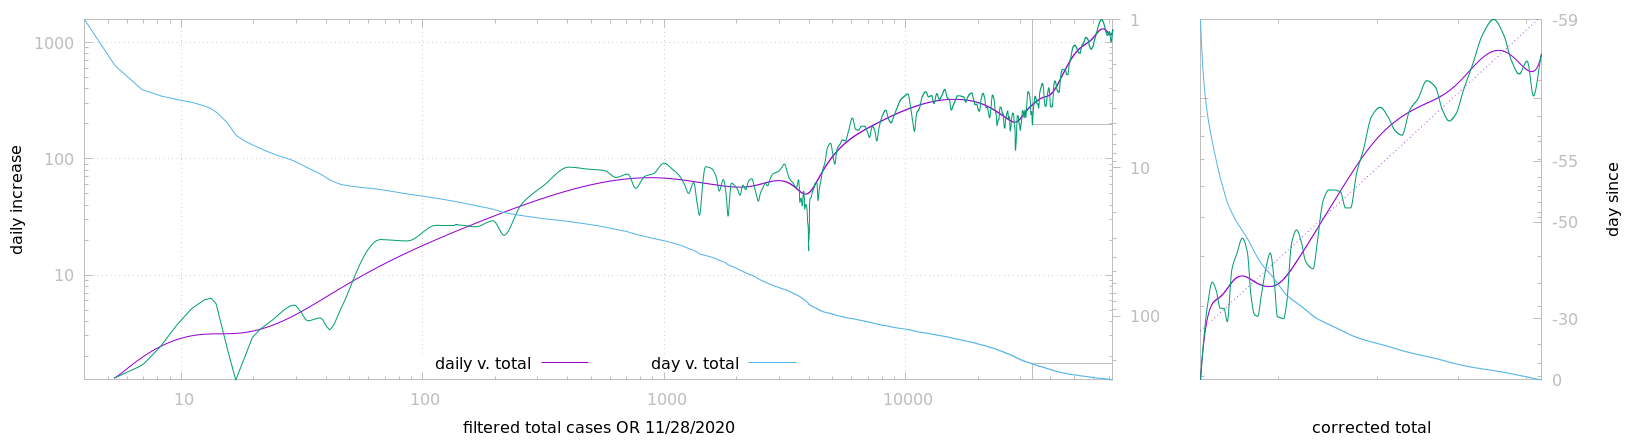 1000
100
10
daily increase
10
100
1000
10000
filtered total cases OR 11/28/2020
daily v. total
day v. total
1
10
100
-59
-55
-50
-30
0
day since
corrected total